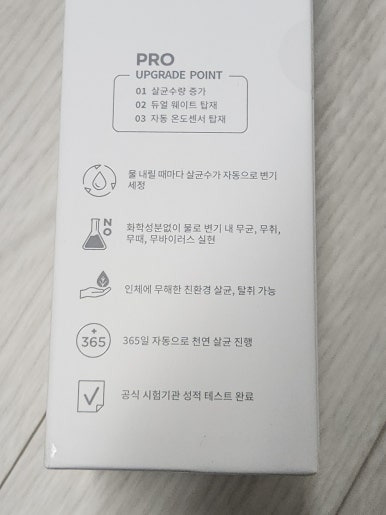 PRO
UPGRADE POINT
01 살균수량 증가
02 듀얼 웨이트 탑재
03 자동 온도센서 탑재
물 내릴 때마다 살균수가 자동으로 변기
세정
NO
화학성분없이 물로 변기 내 무균, 무취,
무때, 무바이러스 실현
인체에 무해한 친환경 살균, 탈취 가능
+
365
365일 자동으로 천연 살균 진행
공식 시험기관 성적 테스트 완료